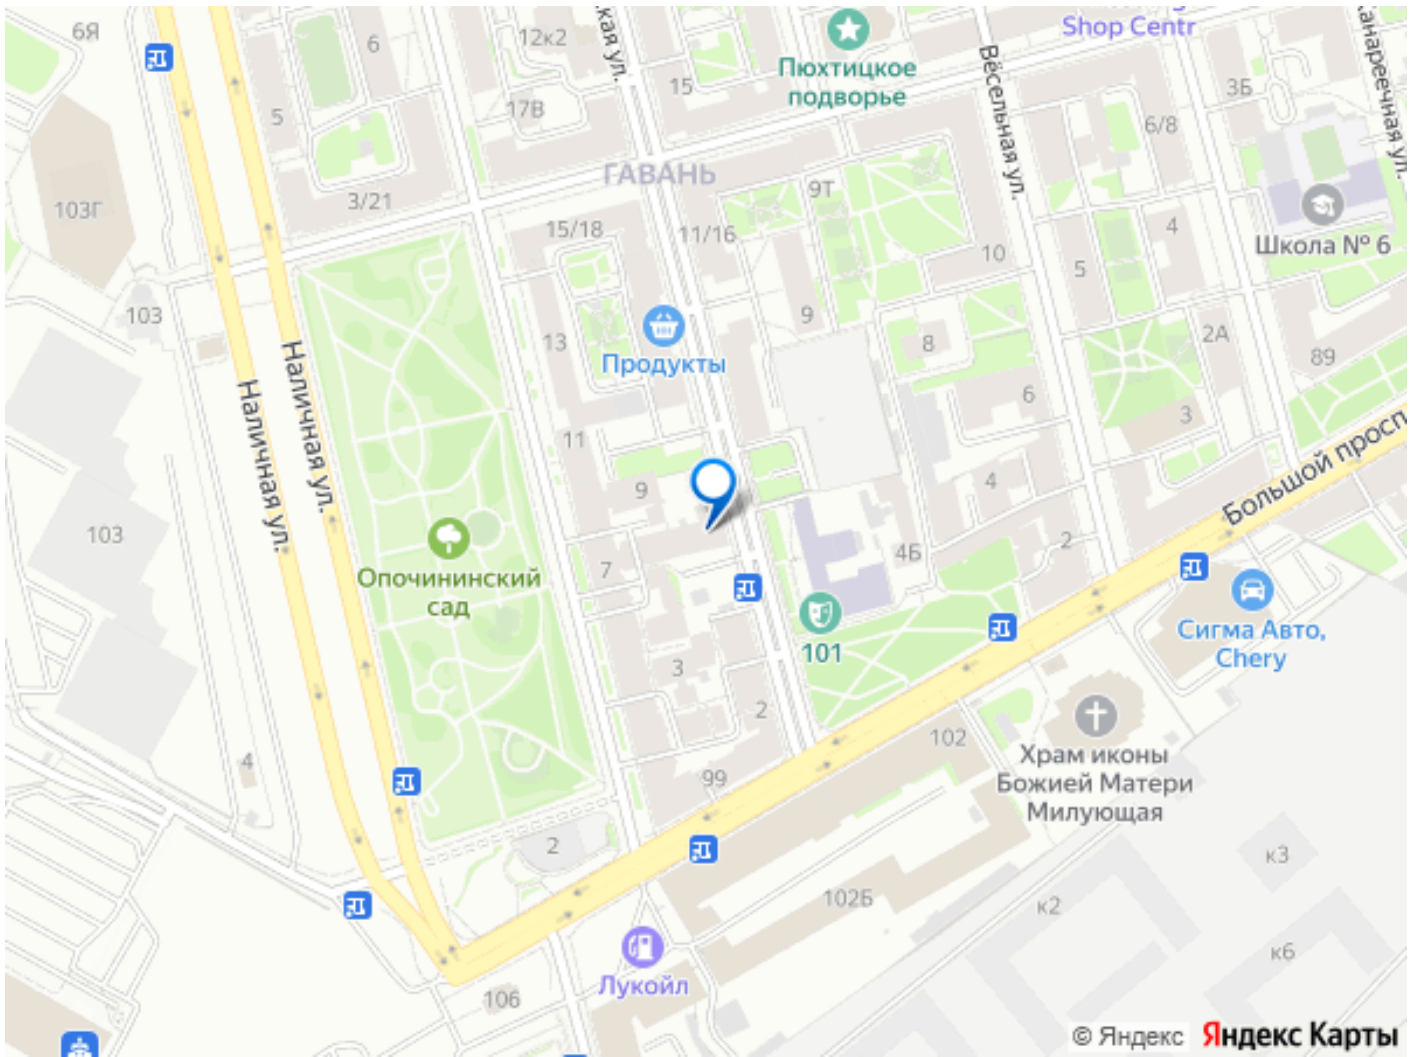 6Я
6
12к2
кая ул.
15
Пюхтицкое
подворье
Shop Centr
Вёсельная ул.
3Б
Канареечная ул.
5
17В
6/8
ГАВАНЬ
103Г
3/21
9Т
15/18
11/16
10
4
Школа № 6
5
103
13
Продукты
9
8
2А
89
Наличная ул.
Наличная ул.
6
3
11
Большой просп.
9
4
103
Опочининский
сад
7
4Б
2
101
Сигма Авто,
Chery
3
2
102
4
99
Храм иконы
Божией Матери
Милующая
2
к3
102Б
к2
к6
Лукойл
106
© Яндекс Яндекс Карты